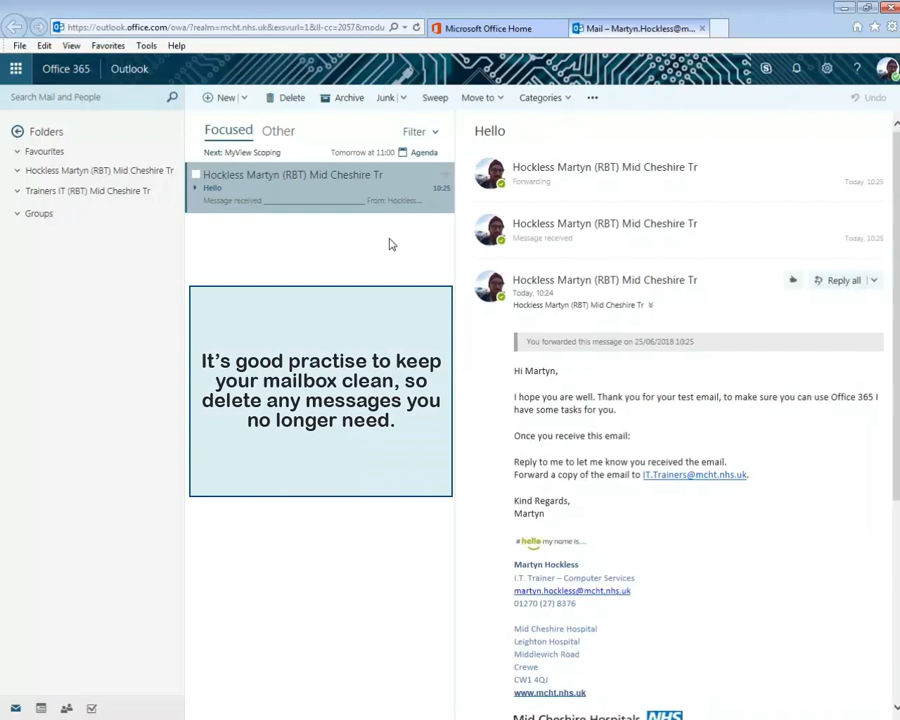 https://outlook.office.com/owa/?realm=mcht.nhs.uk&exsvurl=1&ll-cc=2057&modu
Microsoft Office Home
Mail – Martyn.Hockless@m...
File Edit View Favorites Tools Help
Office 365 Outlook
Search Mail and People
New Delete Archive Junk Sweep Move to Categories ... Undo
Folders
Favourites
Hockless Martyn (RBT) Mid Cheshire Tr
Trainers IT (RBT) Mid Cheshire Tr
Groups
Focused Other Filter
Next: MyView Scoping Tomorrow at 11:00 Agenda
Hockless Martyn (RBT) Mid Cheshire Tr
Hello 10:25
Message received ________________________ From: Hockless...
It's good practise to keep
your mailbox clean, so
delete any messages you
no longer need.
Hello
Hockless Martyn (RBT) Mid Cheshire Tr
Forwarding
Today, 10:25
Hockless Martyn (RBT) Mid Cheshire Tr
Message received
Today, 10:25
Hockless Martyn (RBT) Mid Cheshire Tr
Reply all
Today, 10:24
Hockless Martyn (RBT) Mid Cheshire Tr
You forwarded this message on 25/06/2018 10:25
Hi Martyn,
I hope you are well. Thank you for your test email, to make sure you can use Office 365 I
have some tasks for you.
Once you receive this email:
Reply to me to let me know you received the email.
Forward a copy of the email to IT.Trainers@mcht.nhs.uk.
Kind Regards,
Martyn
#hello my name is...
Martyn Hockless
I.T. Trainer – Computer Services
martyn.hockless@mcht.nhs.uk
01270 (27) 8376
Mid Cheshire Hospital
Leighton Hospital
Middlewich Road
Crewe
CW1 4QJ
www.mcht.nhs.uk
Mid Cheshire Hospitals NHS